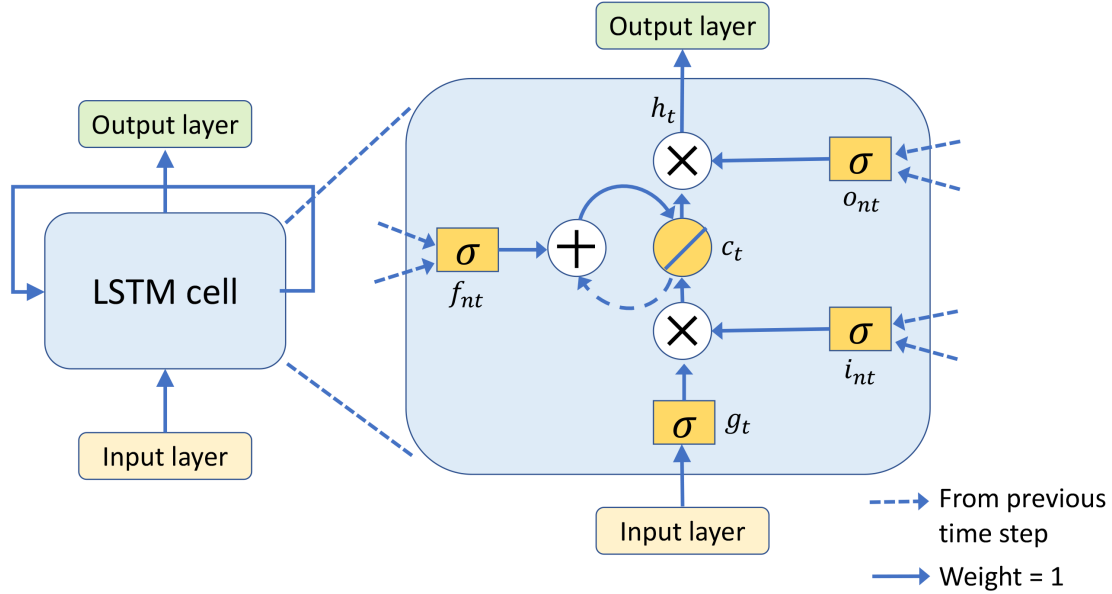 Output layer
Output layer
h_t
σ
o_nt
σ
f_nt
c_t
LSTM cell
σ
i_nt
σ
g_t
Input layer
Input layer
From previous
time step
Weight = 1